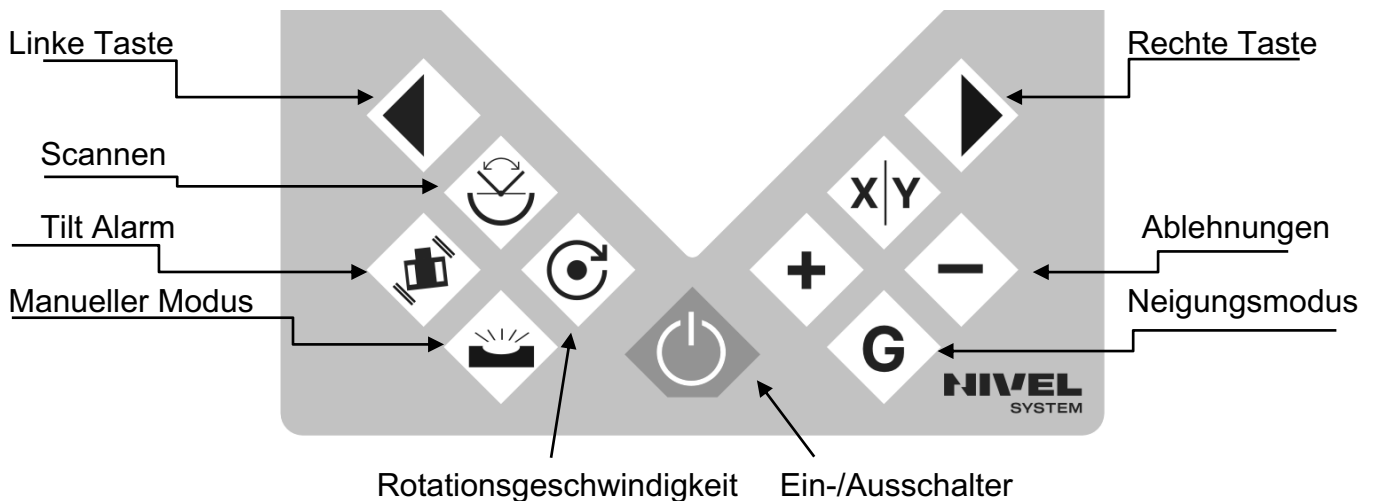 Linke Taste
Rechte Taste
Scannen
X|Y
Tilt Alarm
Ablehnungen
+
−
Manueller Modus
Neigungsmodus
G
NIVEL
SYSTEM
Rotationsgeschwindigkeit
Ein-/Ausschalter